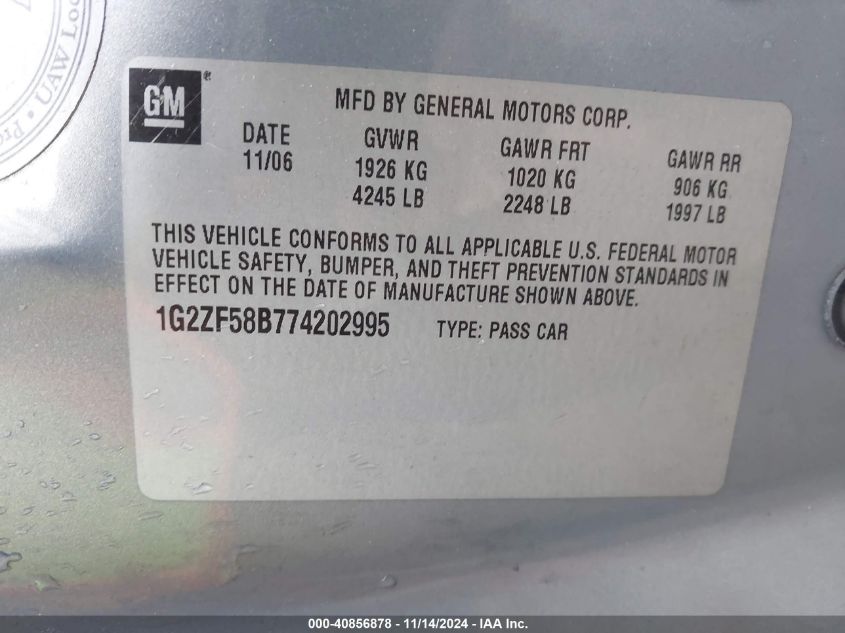 UAW Loc
GM®
MFD BY GENERAL MOTORS CORP.
DATE GVWR GAWR FRT GAWR RR
11/06 1926 KG 1020 KG 906 KG
4245 LB 2248 LB 1997 LB
THIS VEHICLE CONFORMS TO ALL APPLICABLE U.S. FEDERAL MOTOR
VEHICLE SAFETY, BUMPER, AND THEFT PREVENTION STANDARDS IN
EFFECT ON THE DATE OF MANUFACTURE SHOWN ABOVE.
1G2ZF58B774202995 TYPE: PASS CAR
000-40856878 - 11/14/2024 - IAA Inc.